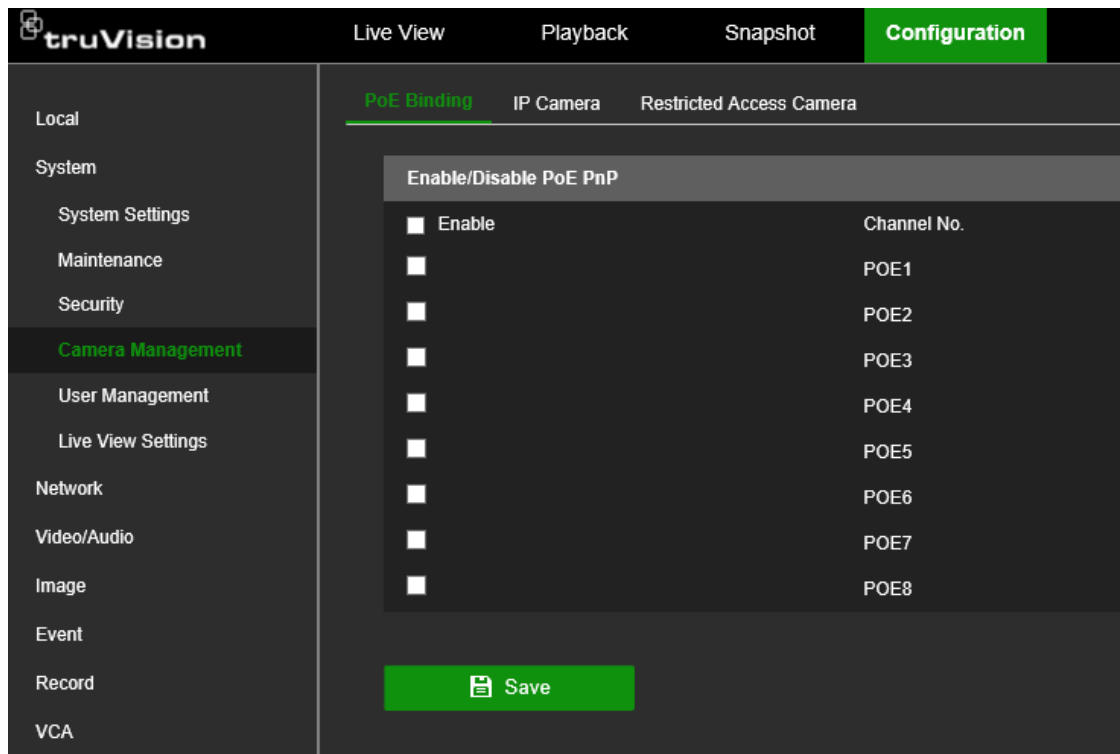 truVision Live View Playback Snapshot Configuration
Local
System
System Settings
Maintenance
Security
Camera Management
User Management
Live View Settings
Network
Video/Audio
Image
Event
Record
VCA
PoE Binding IP Camera Restricted Access Camera
Enable/Disable PoE PnP
Enable Channel No.
POE1
POE2
POE3
POE4
POE5
POE6
POE7
POE8
Save